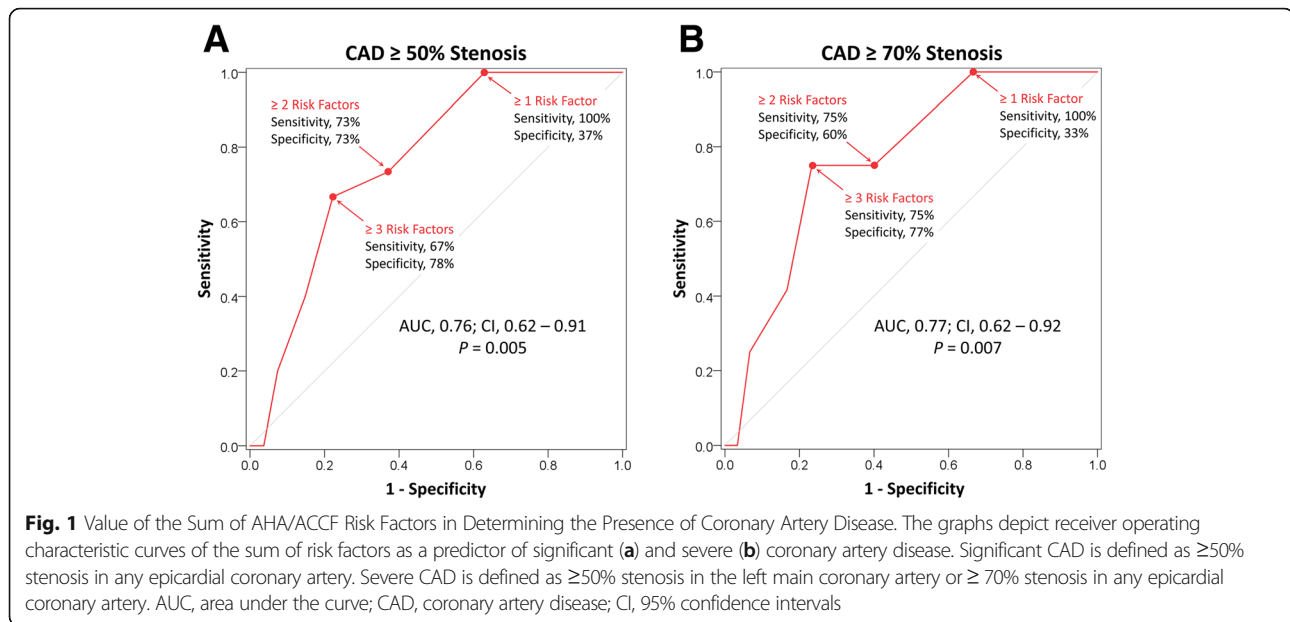 A
CAD ≥ 50% Stenosis
1.0
0.8
0.6
0.4
0.2
0.0
Sensitivity
≥ 2 Risk Factors
Sensitivity, 73%
Specificity, 73%
≥ 1 Risk Factor
Sensitivity, 100%
Specificity, 37%
≥ 3 Risk Factors
Sensitivity, 67%
Specificity, 78%
AUC, 0.76; CI, 0.62 – 0.91
P = 0.005
0.0 0.2 0.4 0.6 0.8 1.0
1 - Specificity
B
CAD ≥ 70% Stenosis
1.0
0.8
0.6
0.4
0.2
0.0
Sensitivity
≥ 2 Risk Factors
Sensitivity, 75%
Specificity, 60%
≥ 1 Risk Factor
Sensitivity, 100%
Specificity, 33%
≥ 3 Risk Factors
Sensitivity, 75%
Specificity, 77%
AUC, 0.77; CI, 0.62 – 0.92
P = 0.007
0.0 0.2 0.4 0.6 0.8 1.0
1 - Specificity
Fig. 1 Value of the Sum of AHA/ACCF Risk Factors in Determining the Presence of Coronary Artery Disease. The graphs depict receiver operating
characteristic curves of the sum of risk factors as a predictor of significant (a) and severe (b) coronary artery disease. Significant CAD is defined as ≥50%
stenosis in any epicardial coronary artery. Severe CAD is defined as ≥50% stenosis in the left main coronary artery or ≥ 70% stenosis in any epicardial
coronary artery. AUC, area under the curve; CAD, coronary artery disease; CI, 95% confidence intervals